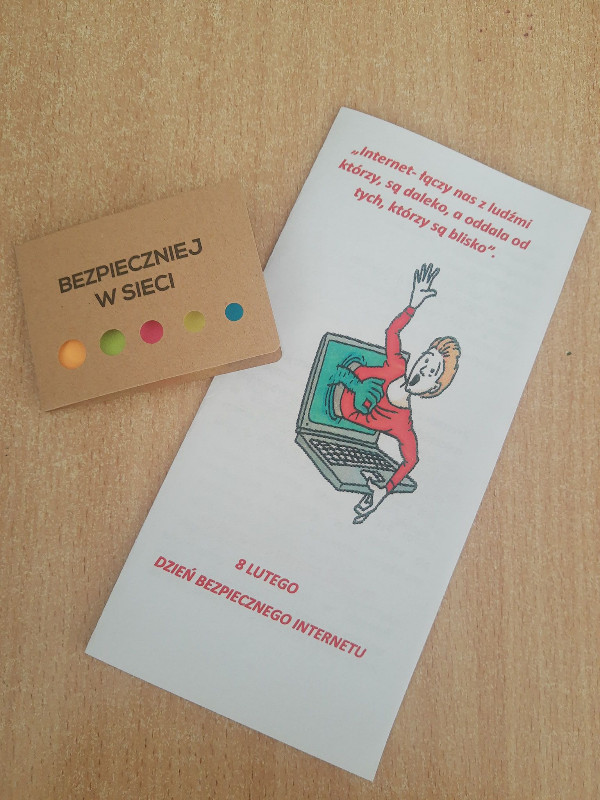 BEZPIECZNIEJ
W SIECI
„Internet- łączy nas z ludźmi
którzy, są daleko, a oddala od
tych, którzy są blisko”.
8 LUTEGO
DZIEŃ BEZPIECZNEGO INTERNETU